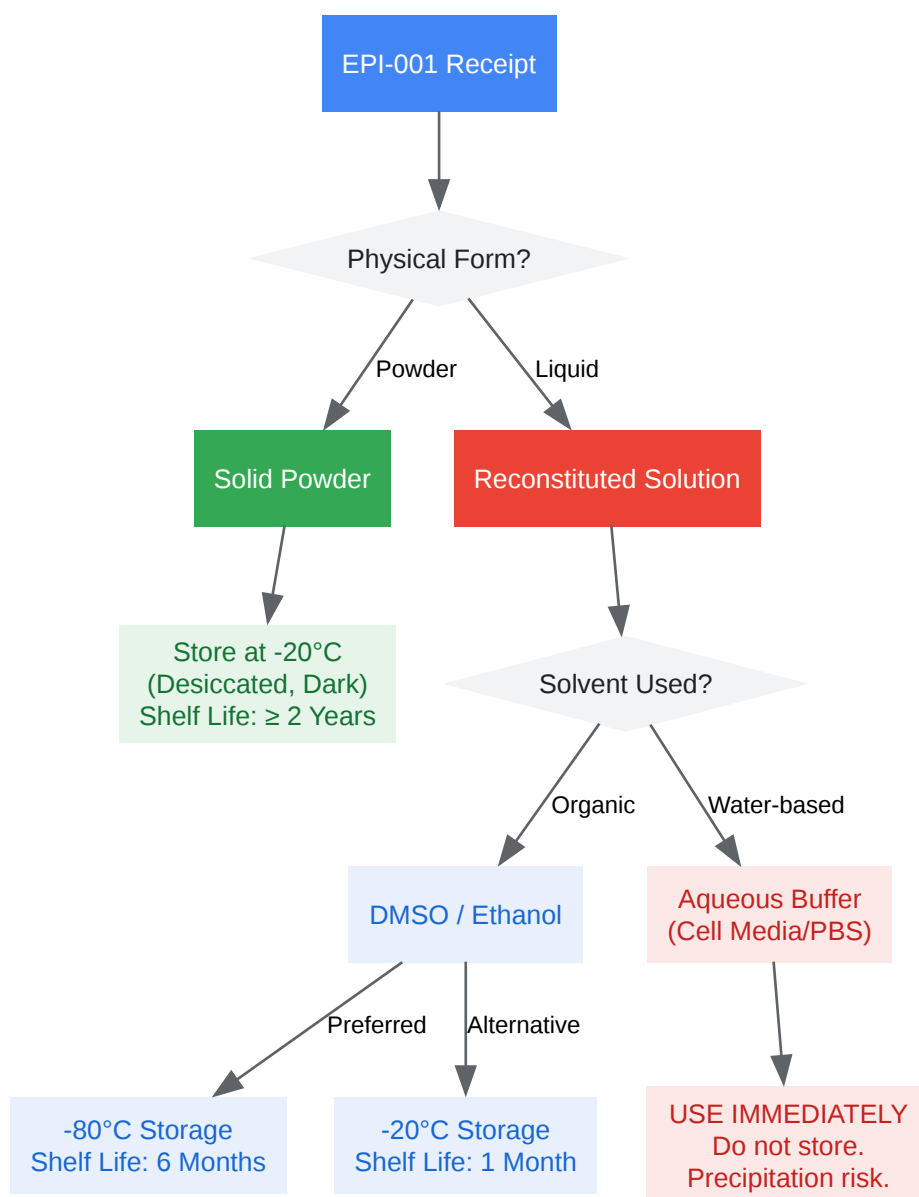 EPI-001 Receipt
Physical Form?
Powder
Liquid
Solid Powder
Reconstituted Solution
Store at -20°C
(Desiccated, Dark)
Shelf Life: ≥ 2 Years
Solvent Used?
Organic
Water-based
DMSO / Ethanol
Aqueous Buffer
(Cell Media/PBS)
Preferred
Alternative
-80°C Storage
Shelf Life: 6 Months
-20°C Storage
Shelf Life: 1 Month
USE IMMEDIATELY
Do not store.
Precipitation risk.